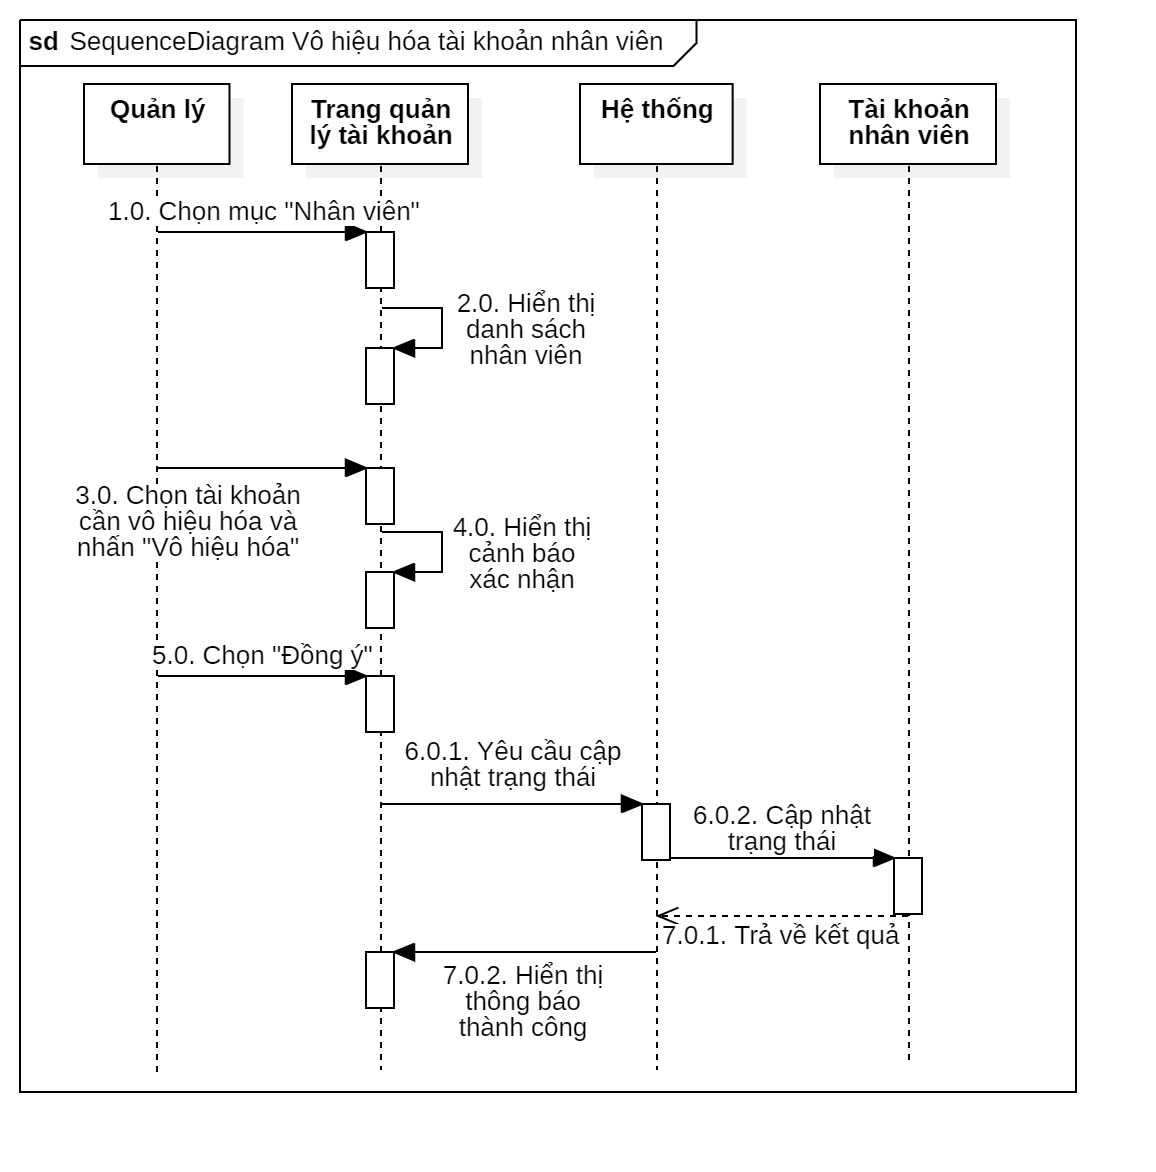 sd SequenceDiagram Vô hiệu hóa tài khoản nhân viên
Quản lý
Trang quản
lý tài khoản
Hệ thống
Tài khoản
nhân viên
1.0. Chọn mục "Nhân viên"
2.0. Hiển thị
danh sách
nhân viên
3.0. Chọn tài khoản
cần vô hiệu hóa và
nhấn "Vô hiệu hóa"
4.0. Hiển thị
cảnh báo
xác nhận
5.0. Chọn "Đồng ý"
6.0.1. Yêu cầu cập
nhật trạng thái
6.0.2. Cập nhật
trạng thái
7.0.1. Trả về kết quả
7.0.2. Hiển thị
thông báo
thành công